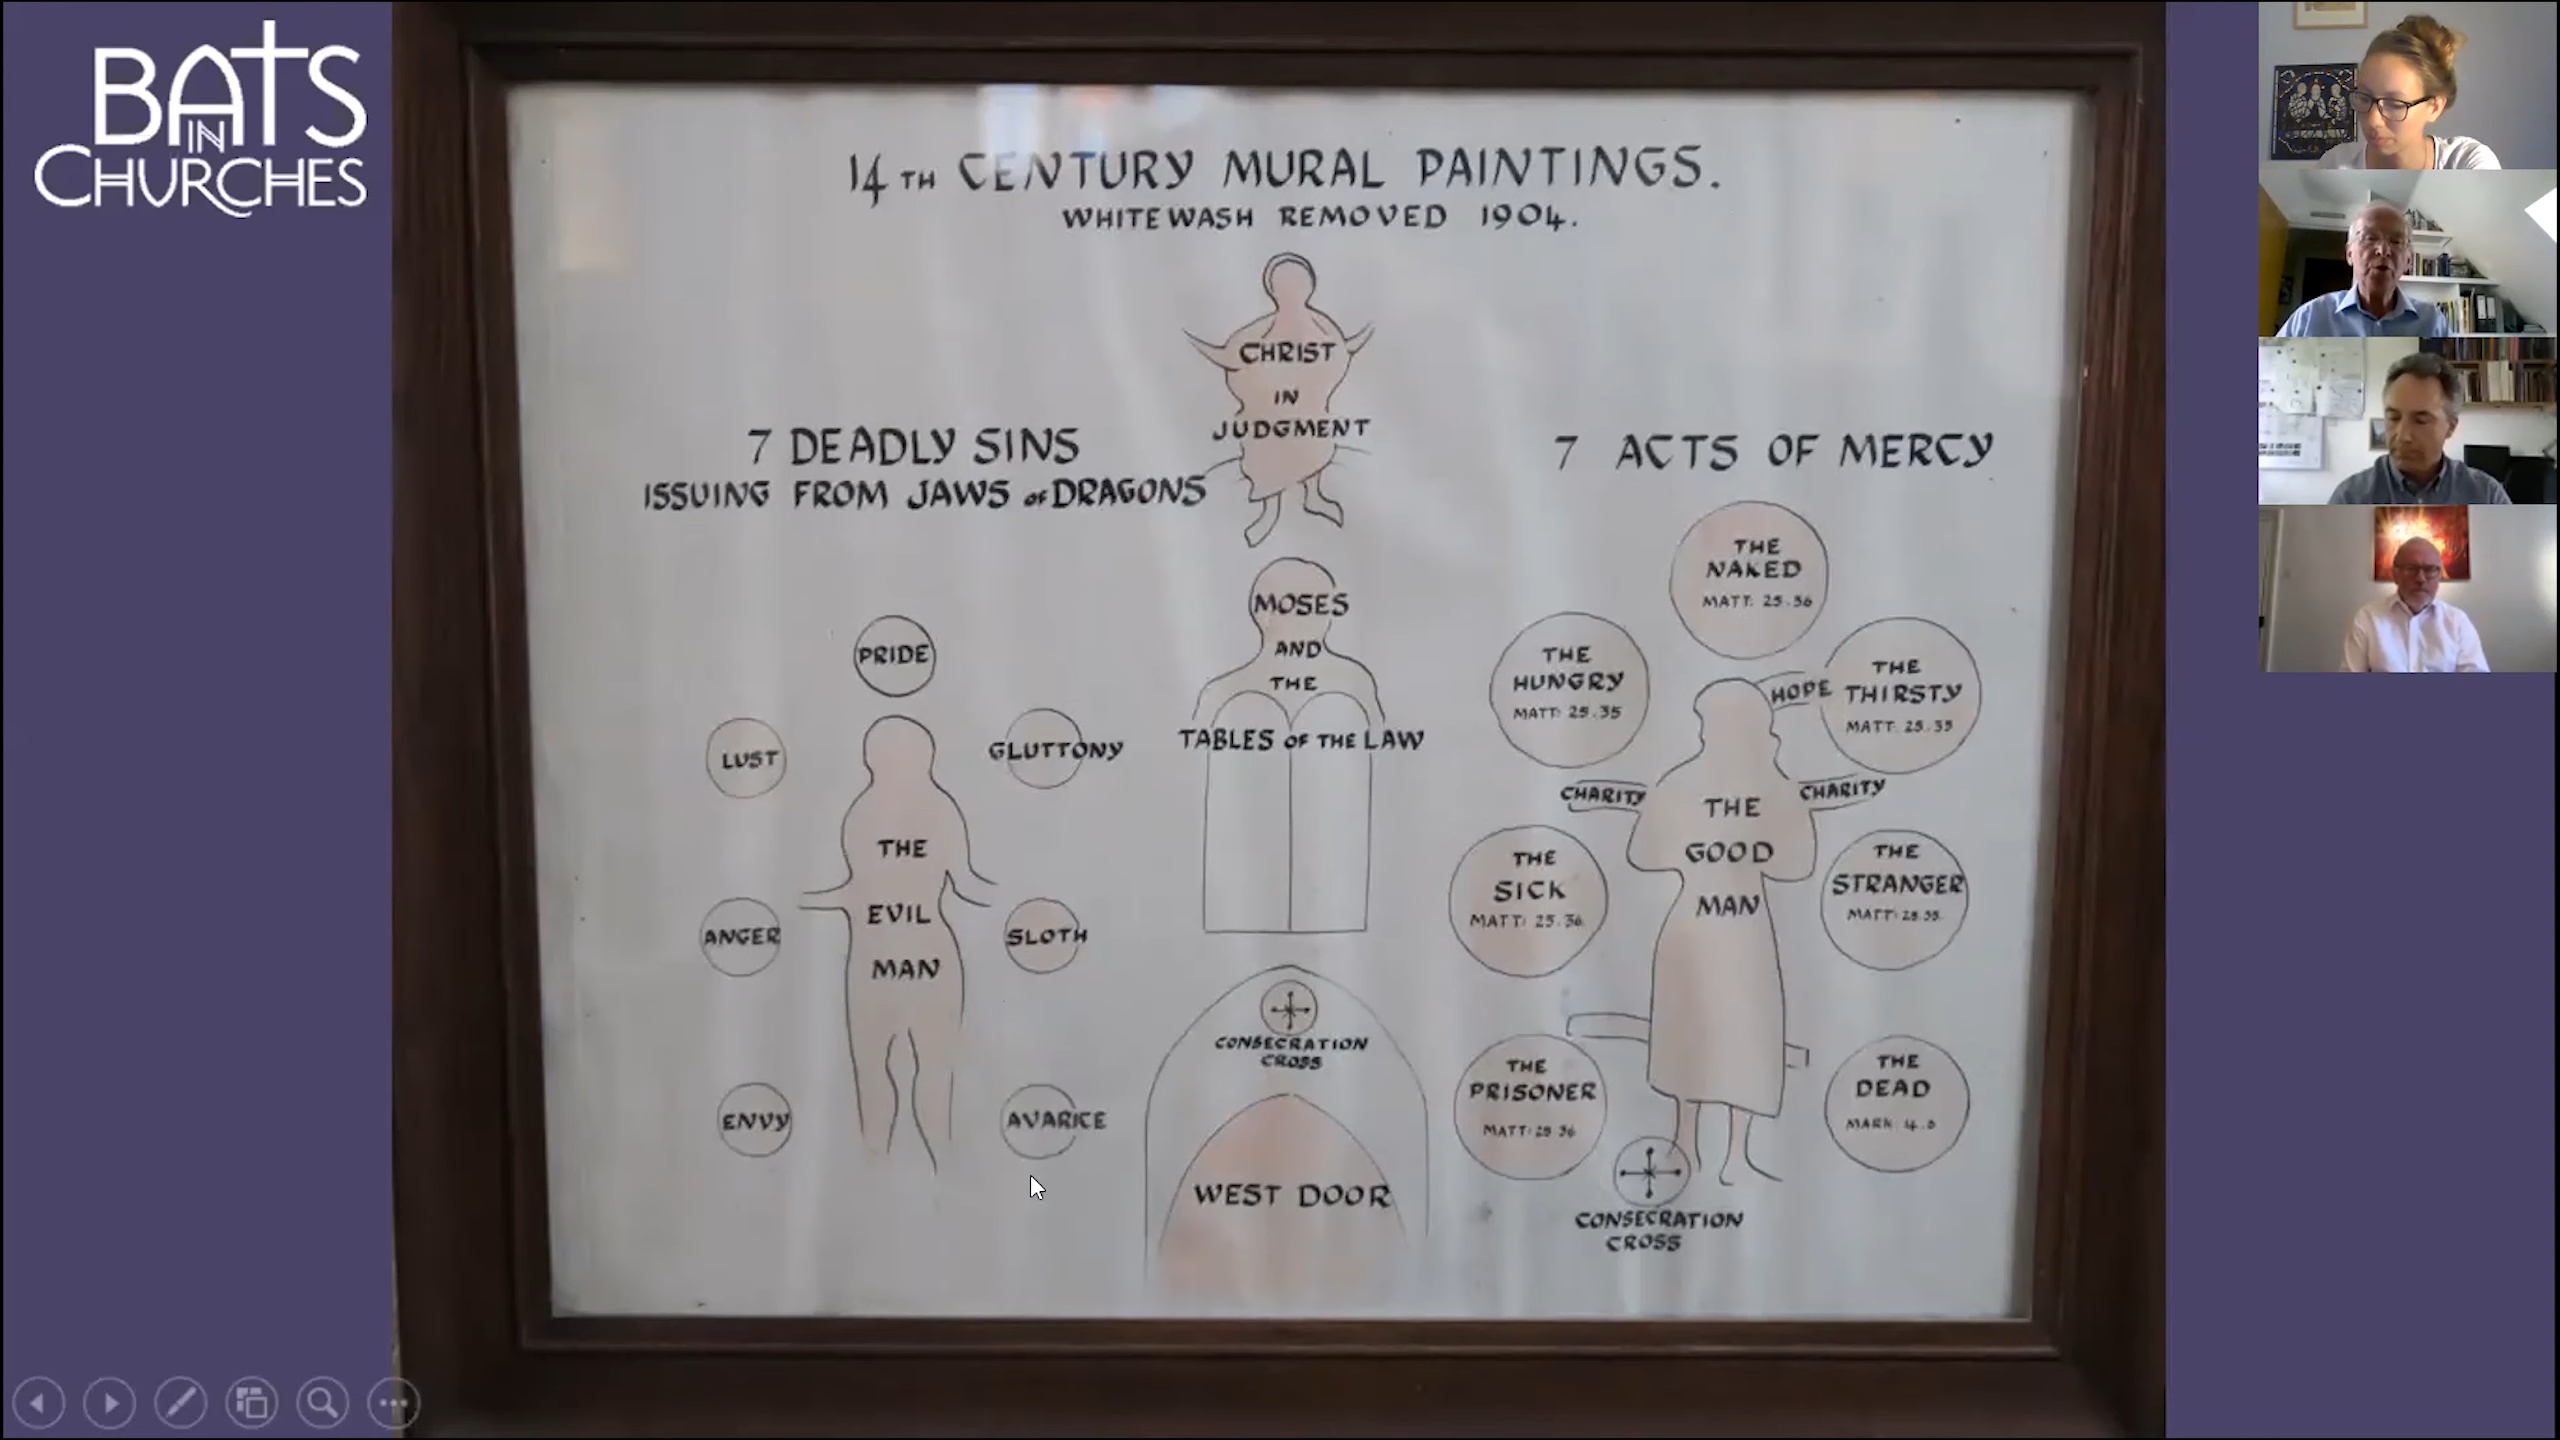 BATS
IN
CHURCHES
14TH CENTURY MURAL PAINTINGS.
WHITEWASH REMOVED 1904.
CHRIST
IN
JUDGMENT
7 DEADLY SINS
ISSUING FROM JAWS of DRAGONS
7 ACTS OF MERCY
PRIDE
LUST
GLUTTONY
THE
EVIL
MAN
ANGER
SLOTH
ENVY
AVARICE
MOSES
AND
THE
TABLES OF THE LAW
CONSECRATION
CROSS
WEST DOOR
THE
NAKED
MATT: 25.36
THE
HUNGRY
MATT: 25.35
HOPE
THE
THIRSTY
MATT: 25.35
CHARITY
CHARITY
THE
GOOD
MAN
THE
SICK
MATT: 25.36.
THE
STRANGER
MATT: 25.35.
THE
PRISONER
MATT: 25 36
THE
DEAD
MARK:
CONSECRATION
CROSS